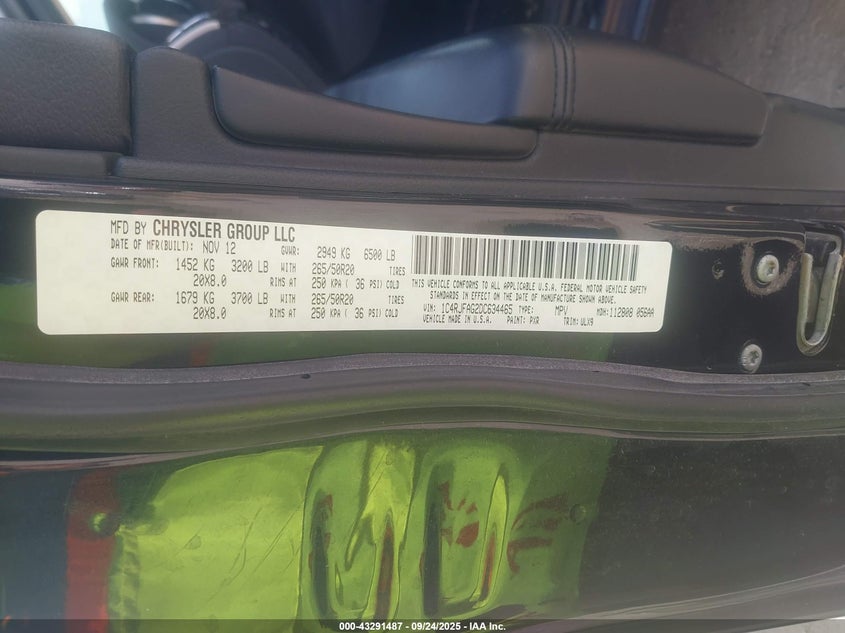 MFD BY CHRYSLER GROUP LLC
DATE OF MFR(BUILT): NOV 12 GVWR: 2949 KG 6500 LB
GAWR FRONT: 1452 KG 3200 LB WITH 265/50R20 TIRES
20X8.0 RIMS AT 250 KPA ( 36 PSI) COLD
GAWR REAR: 1679 KG 3700 LB WITH 265/50R20 TIRES
20X8.0 RIMS AT 250 KPA ( 36 PSI) COLD
THIS VEHICLE CONFORMS TO ALL APPLICABLE U.S.A. FEDERAL MOTOR VEHICLE SAFETY
STANDARDS IN EFFECT ON THE DATE OF MANUFACTURE SHOWN ABOVE.
VIN: 1C4RJFAG2DC634465 TYPE: MPV MDH: 112808 056AA
VEHICLE MADE IN U.S.A. PAINT: PXR TRIM: ULX9
000-43291487 - 09/24/2025 - IAA Inc.